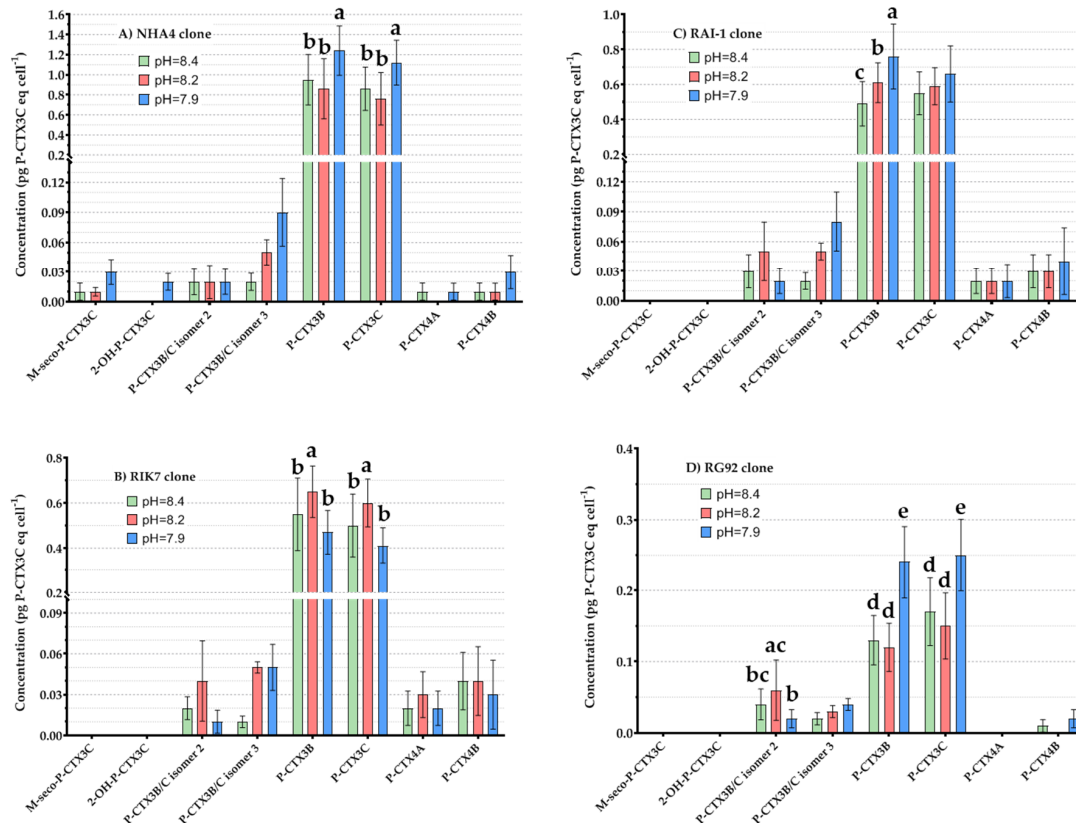 A) NHA4 clone
pH=8.4
pH=8.2
pH=7.9
Concentration (pg P-CTX3C eq cell⁻¹)
1.6
1.4
1.2
1.0
0.8
0.6
0.4
0.2
0.12
0.09
0.06
0.03
0.00
b b a
b b a
M-seco-P-CTX3C
2-OH-P-CTX3C
P-CTX3B/C isomer 2
P-CTX3B/C isomer 3
P-CTX3B
P-CTX3C
P-CTX4A
P-CTX4B
C) RAI-1 clone
pH=8.4
pH=8.2
pH=7.9
Concentration (pg P-CTX3C eq cell⁻¹)
1.0
0.8
0.6
0.4
0.2
0.12
0.09
0.06
0.03
0.00
c b a
M-seco-P-CTX3C
2-OH-P-CTX3C
P-CTX3B/C isomer 2
P-CTX3B/C isomer 3
P-CTX3B
P-CTX3C
P-CTX4A
P-CTX4B
B) RIK7 clone
pH=8.4
pH=8.2
pH=7.9
Concentration (pg P-CTX3C eq cell⁻¹)
0.8
0.6
0.4
0.2
0.09
0.06
0.03
0.00
b a b
b a b
M-seco-P-CTX3C
2-OH-P-CTX3C
P-CTX3B/C isomer 2
P-CTX3B/C isomer 3
P-CTX3B
P-CTX3C
P-CTX4A
P-CTX4B
D) RG92 clone
pH=8.4
pH=8.2
pH=7.9
Concentration (pg P-CTX3C eq cell⁻¹)
0.4
0.3
0.2
0.1
0.0
bc ac b
d d e
d d e
M-seco-P-CTX3C
2-OH-P-CTX3C
P-CTX3B/C isomer 2
P-CTX3B/C isomer 3
P-CTX3B
P-CTX3C
P-CTX4A
P-CTX4B